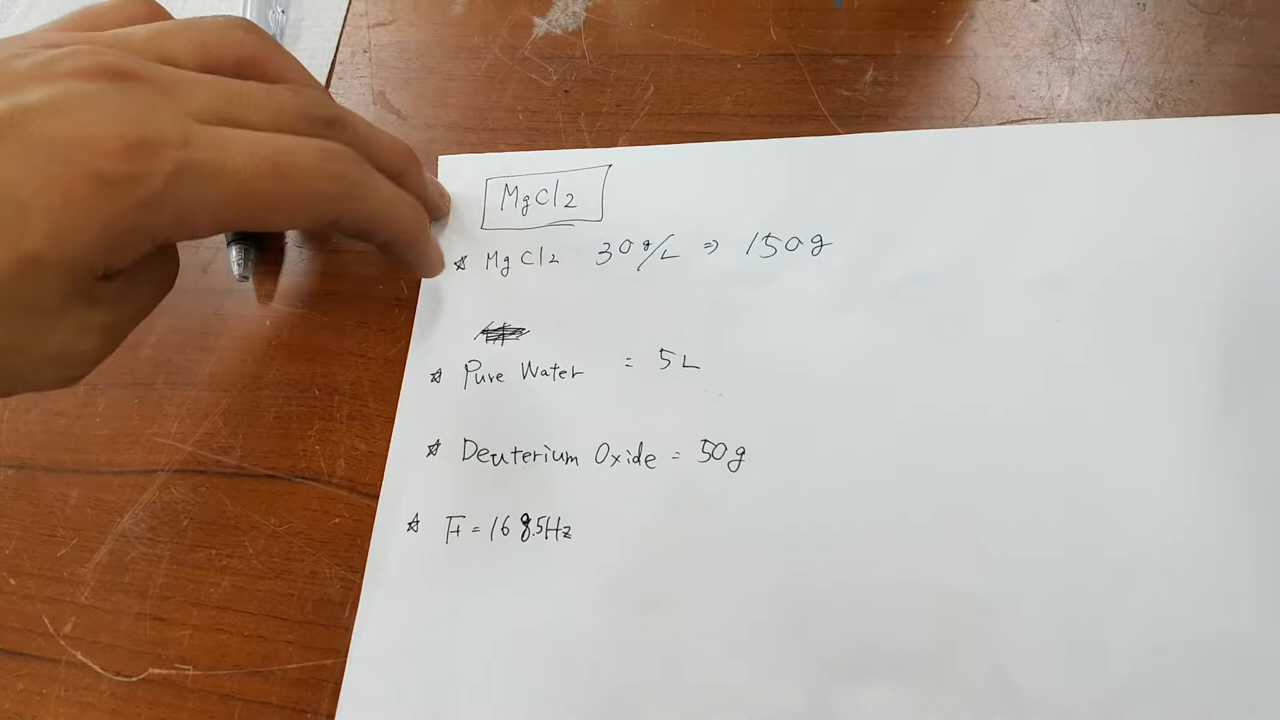 MgCl2
☆ MgCl2 30g/L ⇒ 150g
☆ Pure Water = 5L
☆ Deuterium Oxide = 50g
☆ F = 168.5Hz